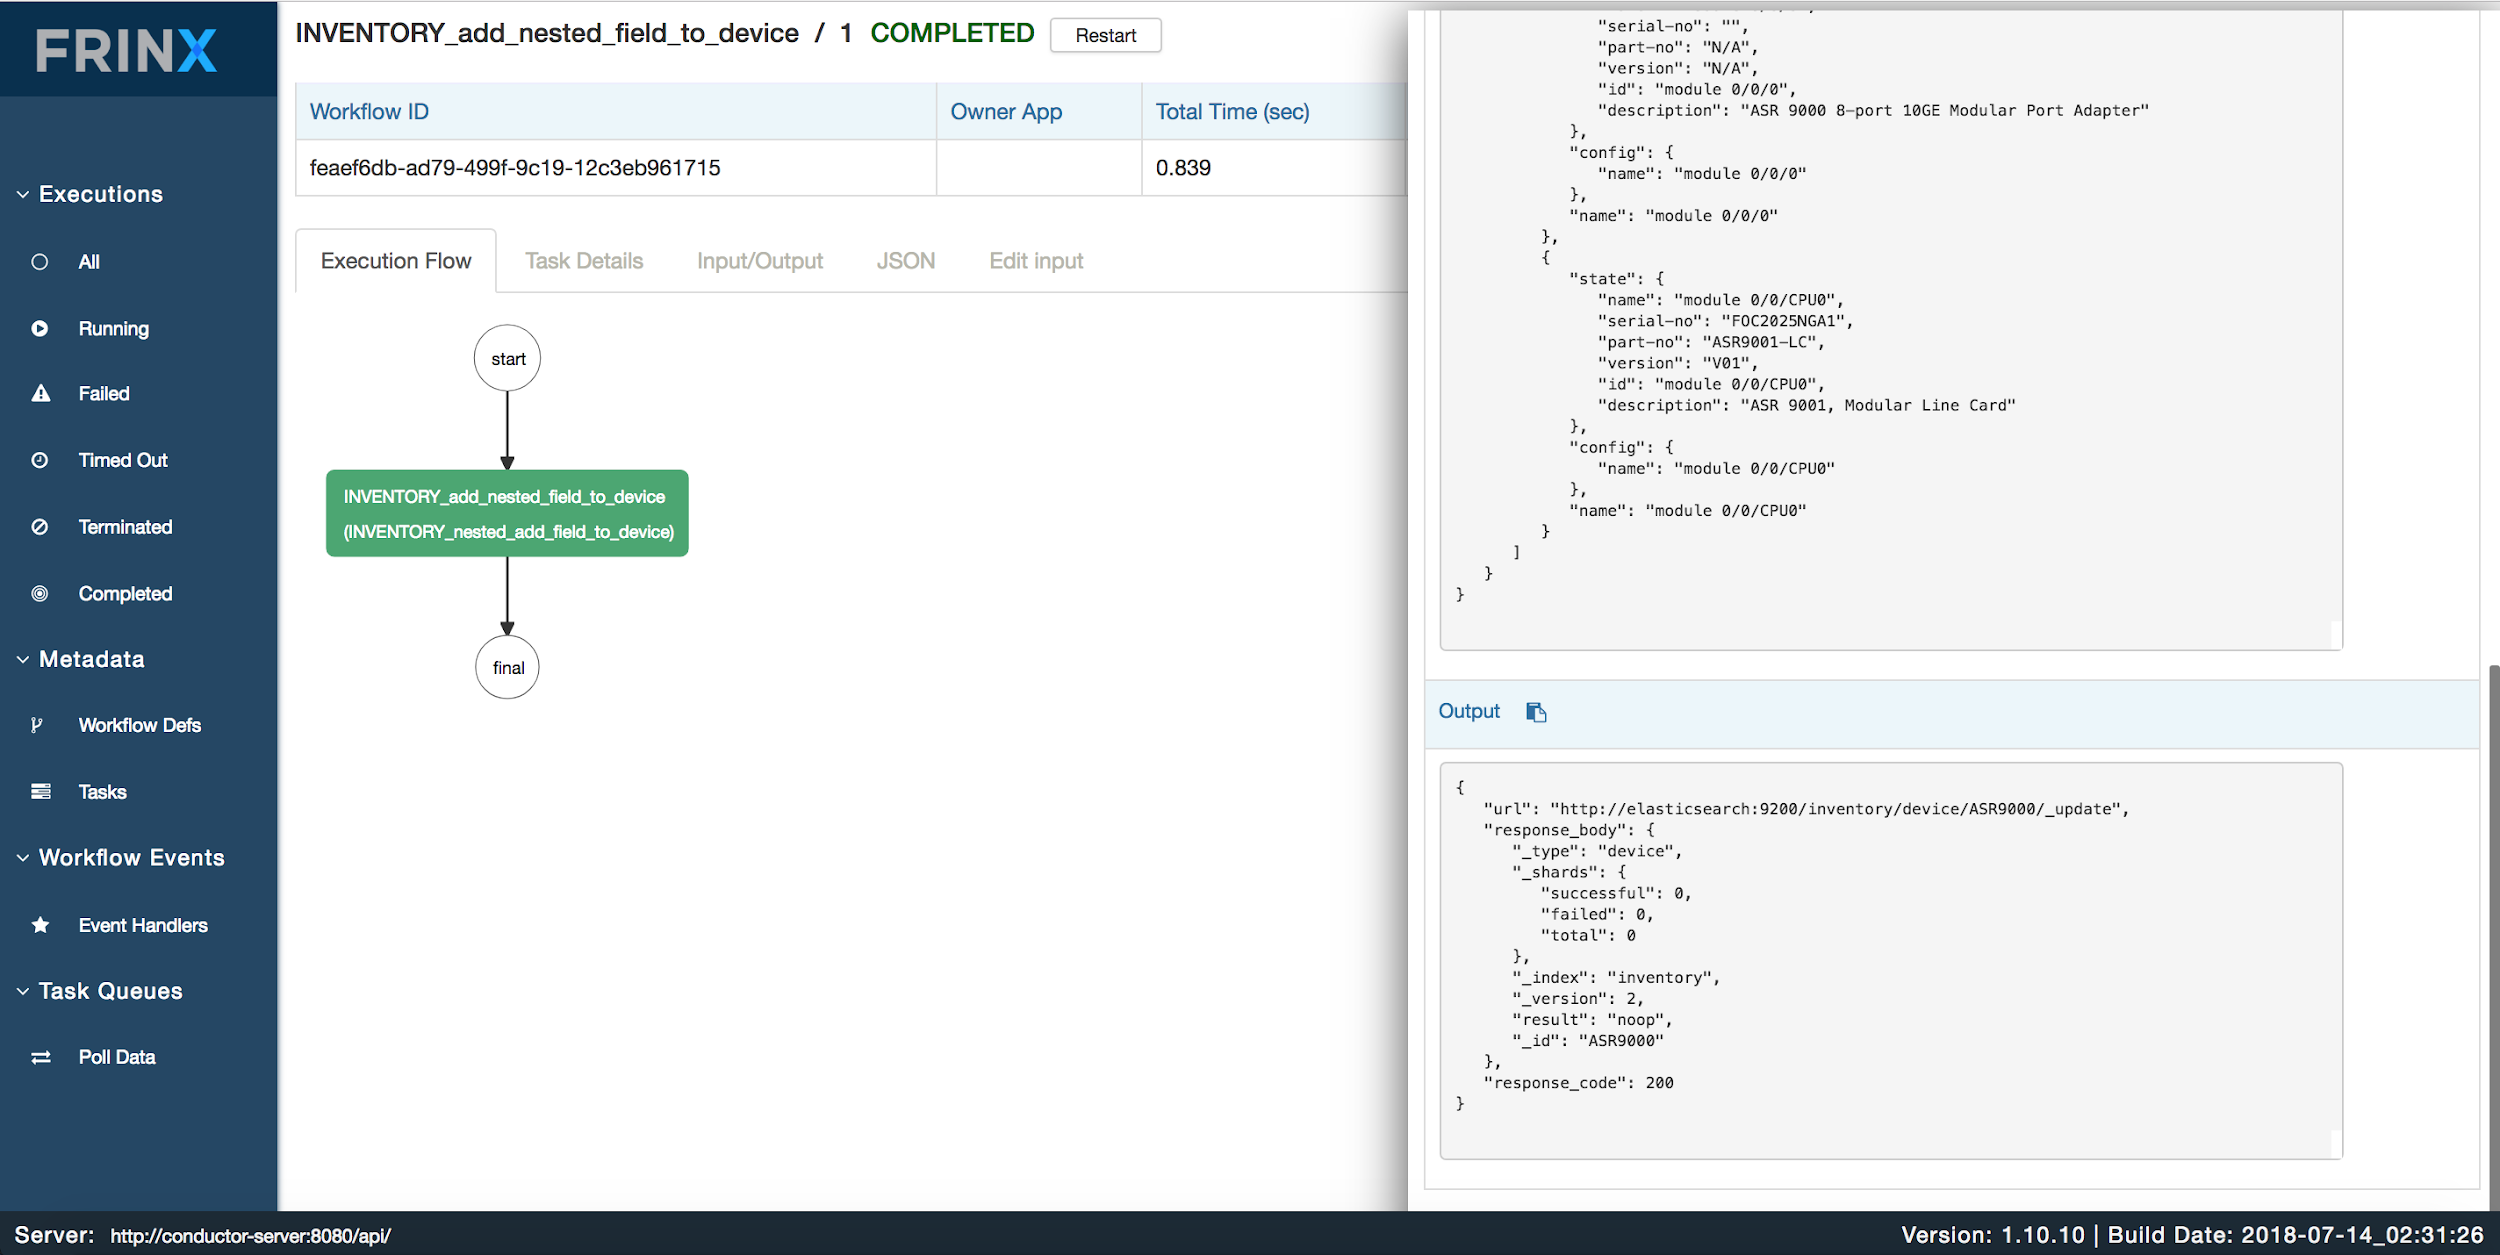 FRINX
Executions
All
Running
Failed
Timed Out
Terminated
Completed
Metadata
Workflow Defs
Tasks
Workflow Events
Event Handlers
Task Queues
Poll Data
INVENTORY_add_nested_field_to_device / 1 COMPLETED Restart
Workflow ID Owner App Total Time (sec)
feaef6db-ad79-499f-9c19-12c3eb961715 0.839
Execution Flow Task Details Input/Output JSON Edit input
start
INVENTORY_add_nested_field_to_device
(INVENTORY_nested_add_field_to_device)
final
"serial-no": "",
"part-no": "N/A",
"version": "N/A",
"id": "module 0/0/0",
"description": "ASR 9000 8-port 10GE Modular Port Adapter"
},
"config": {
"name": "module 0/0/0"
},
"name": "module 0/0/0"
},
{
"state": {
"name": "module 0/0/CPU0",
"serial-no": "FOC2025NGA1",
"part-no": "ASR9001-LC",
"version": "V01",
"id": "module 0/0/CPU0",
"description": "ASR 9001, Modular Line Card"
},
"config": {
"name": "module 0/0/CPU0"
},
"name": "module 0/0/CPU0"
}
]
}
}
Output
{
"url": "http://elasticsearch:9200/inventory/device/ASR9000/_update",
"response_body": {
"_type": "device",
"_shards": {
"successful": 0,
"failed": 0,
"total": 0
},
"_index": "inventory",
"_version": 2,
"result": "noop",
"_id": "ASR9000"
},
"response_code": 200
}
Server: http://conductor-server:8080/api/
Version: 1.10.10 | Build Date: 2018-07-14_02:31:26